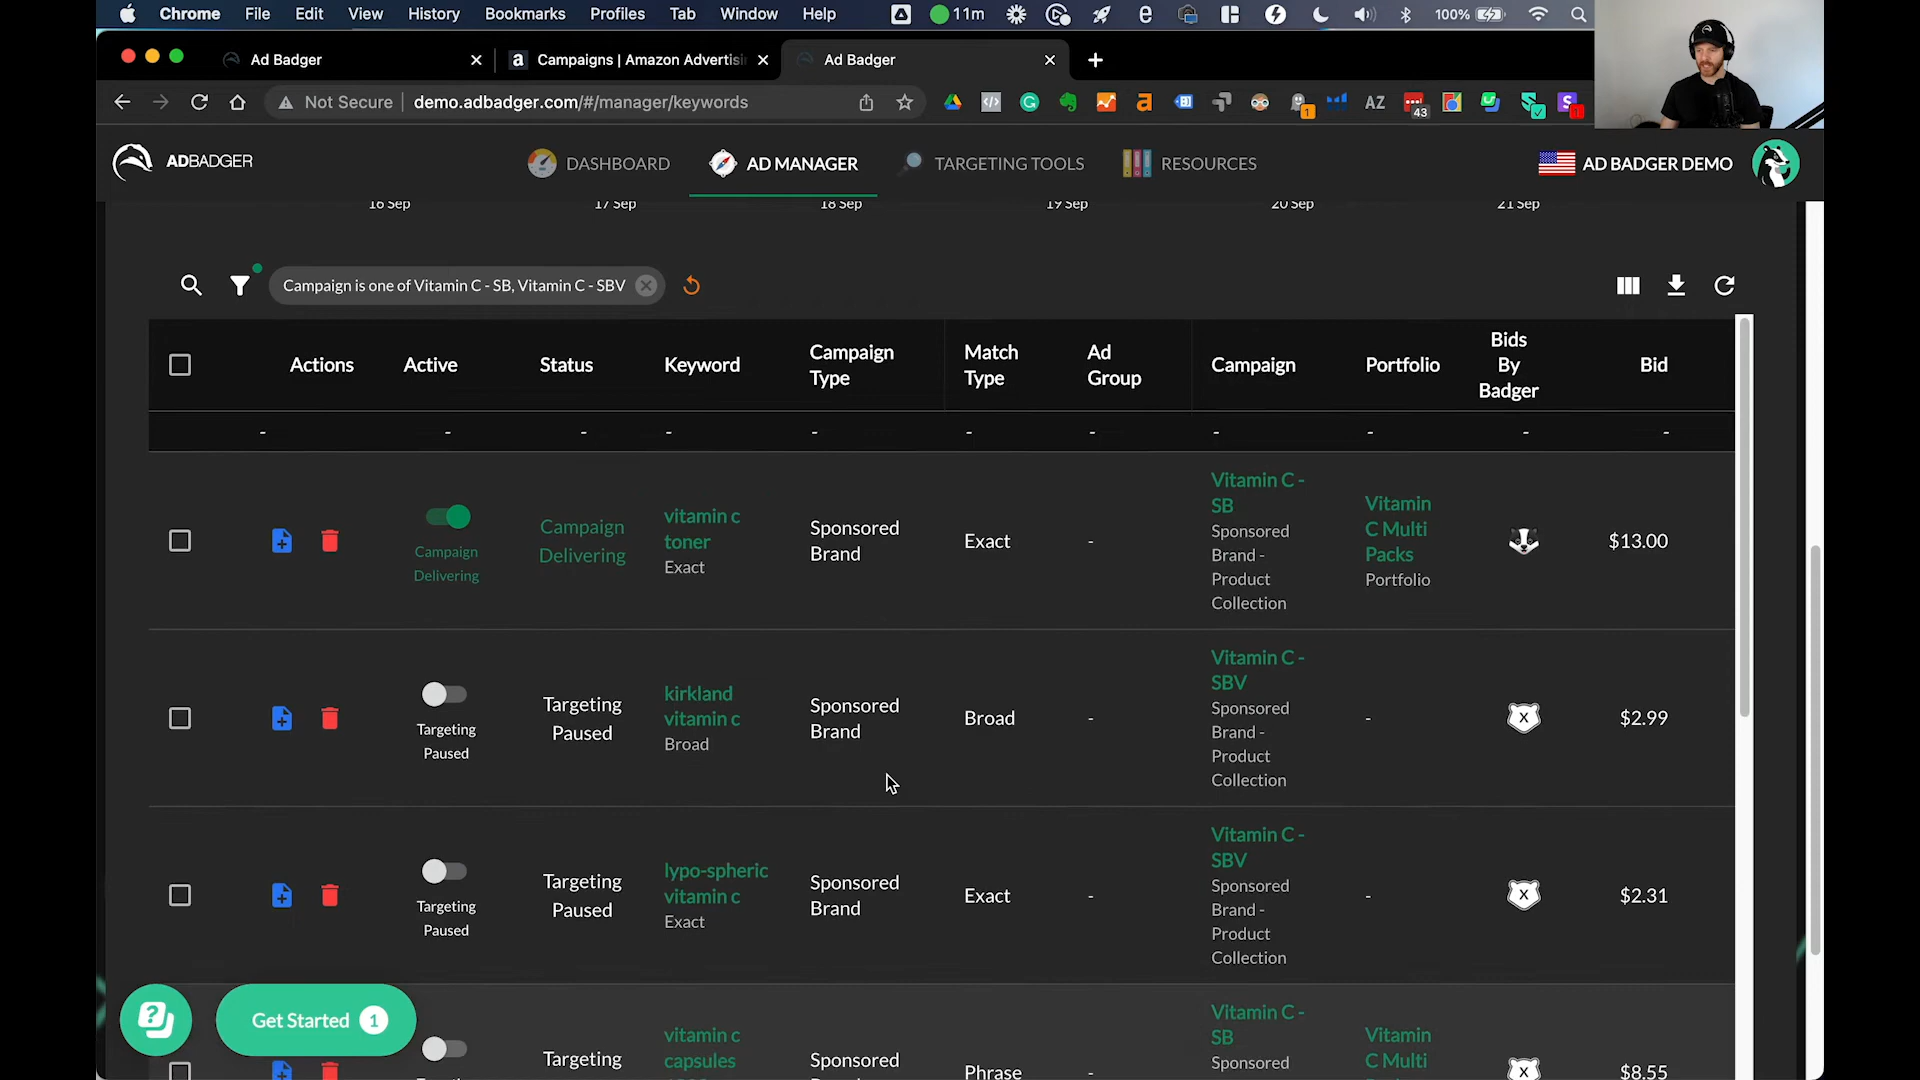 Chrome File Edit View History Bookmarks Profiles Tab Window Help 11m 100%
Ad Badger Campaigns | Amazon Advertisi Ad Badger
Not Secure demo.adbadger.com/#/manager/keywords AZ 1 43
ADBADGER DASHBOARD AD MANAGER TARGETING TOOLS RESOURCES AD BADGER DEMO
16 Sep 17 Sep 18 Sep 19 Sep 20 Sep 21 Sep
Campaign is one of Vitamin C - SB, Vitamin C - SBV
Actions Active Status Keyword Campaign Type Match Type Ad Group Campaign Portfolio Bids By Badger Bid
- - - - - - - - - - -
Campaign Delivering
Campaign Delivering
vitamin c toner
Exact
Sponsored Brand
Exact
-
Vitamin C - SB
Sponsored Brand - Product Collection
Vitamin C Multi Packs
Portfolio
$13.00
Targeting Paused
Targeting Paused
kirkland vitamin c
Broad
Sponsored Brand
Broad
-
Vitamin C - SBV
Sponsored Brand - Product Collection
-
X
$2.99
Targeting Paused
Targeting Paused
lypo-spheric vitamin c
Exact
Sponsored Brand
Exact
-
Vitamin C - SBV
Sponsored Brand - Product Collection
-
X
$2.31
Targeting
vitamin c capsules
Sponsored
Phrase
-
Vitamin C - SB
Sponsored
Vitamin C Multi
X
$8.55
Get Started 1